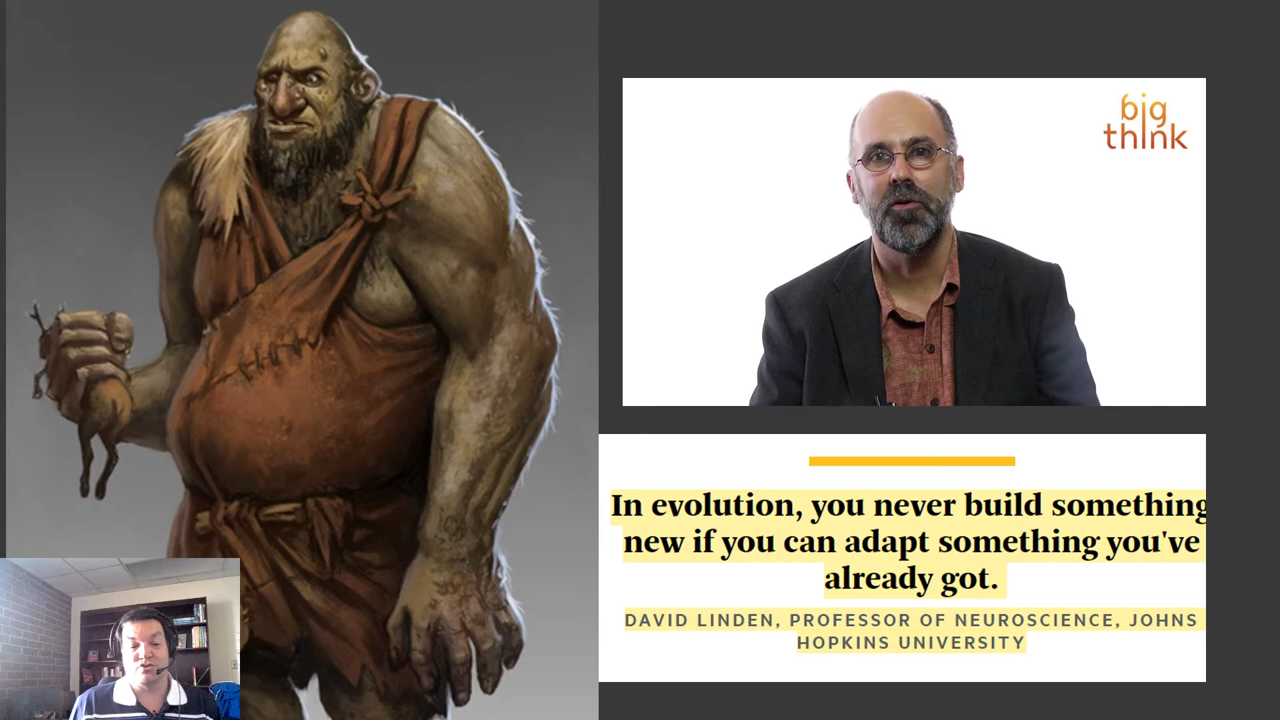 big
think
In evolution, you never build something
new if you can adapt something you've
already got.
DAVID LINDEN, PROFESSOR OF NEUROSCIENCE, JOHNS
HOPKINS UNIVERSITY